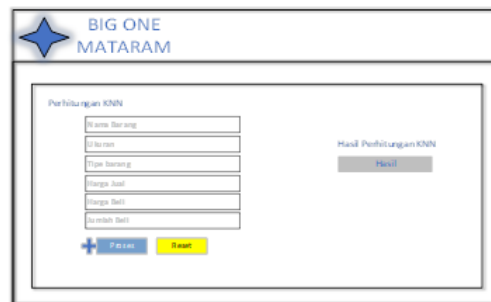 BIG ONE
MATARAM
Perhitungan KNN
Nama Barang
Ukuran
Tipe barang
Harga Jual
Harga Beli
Jumlah Beli
Proses
Reset
Hasil Perhitungan KNN
Hasil